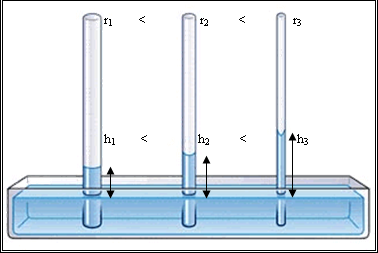 r₁ < r₂ < r₃
h₁ < h₂ < h₃